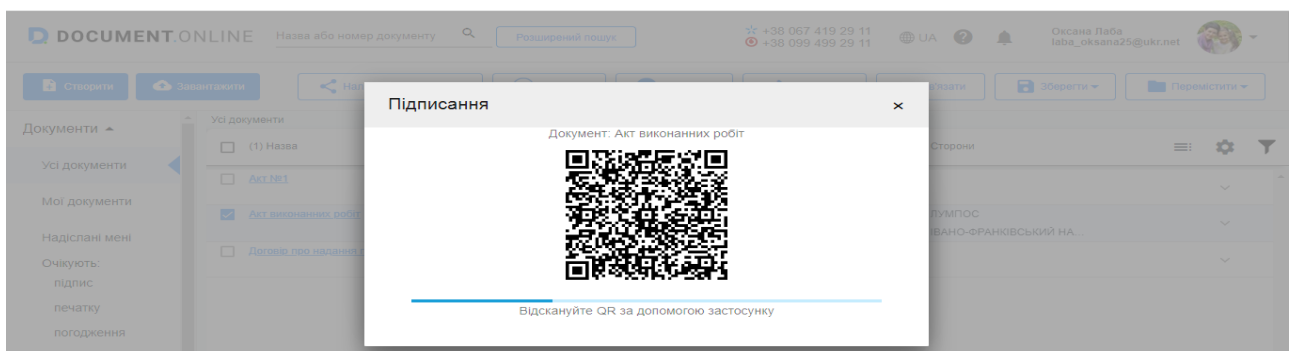 DOCUMENT.ONLINE Назва або номер документу Розширений пошук +38 067 419 29 11 UA Оксана Лаба
+38 099 499 29 11 laba_oksana25@ukr.net
Створити Завантажити Зберегти Перемістити
Підписання ×
Документи Усі документи Документ: Акт виконанних робіт
(1) Назва Сторони
Усі документи
Акт №1
Мої документи
Акт виконанних робіт
Надіслані мені ІВАНО-ФРАНКІВСЬКИЙ НА...
Договір про надання
Очікують:
підпис
печатку Відскануйте QR за допомогою застосунку
погодження